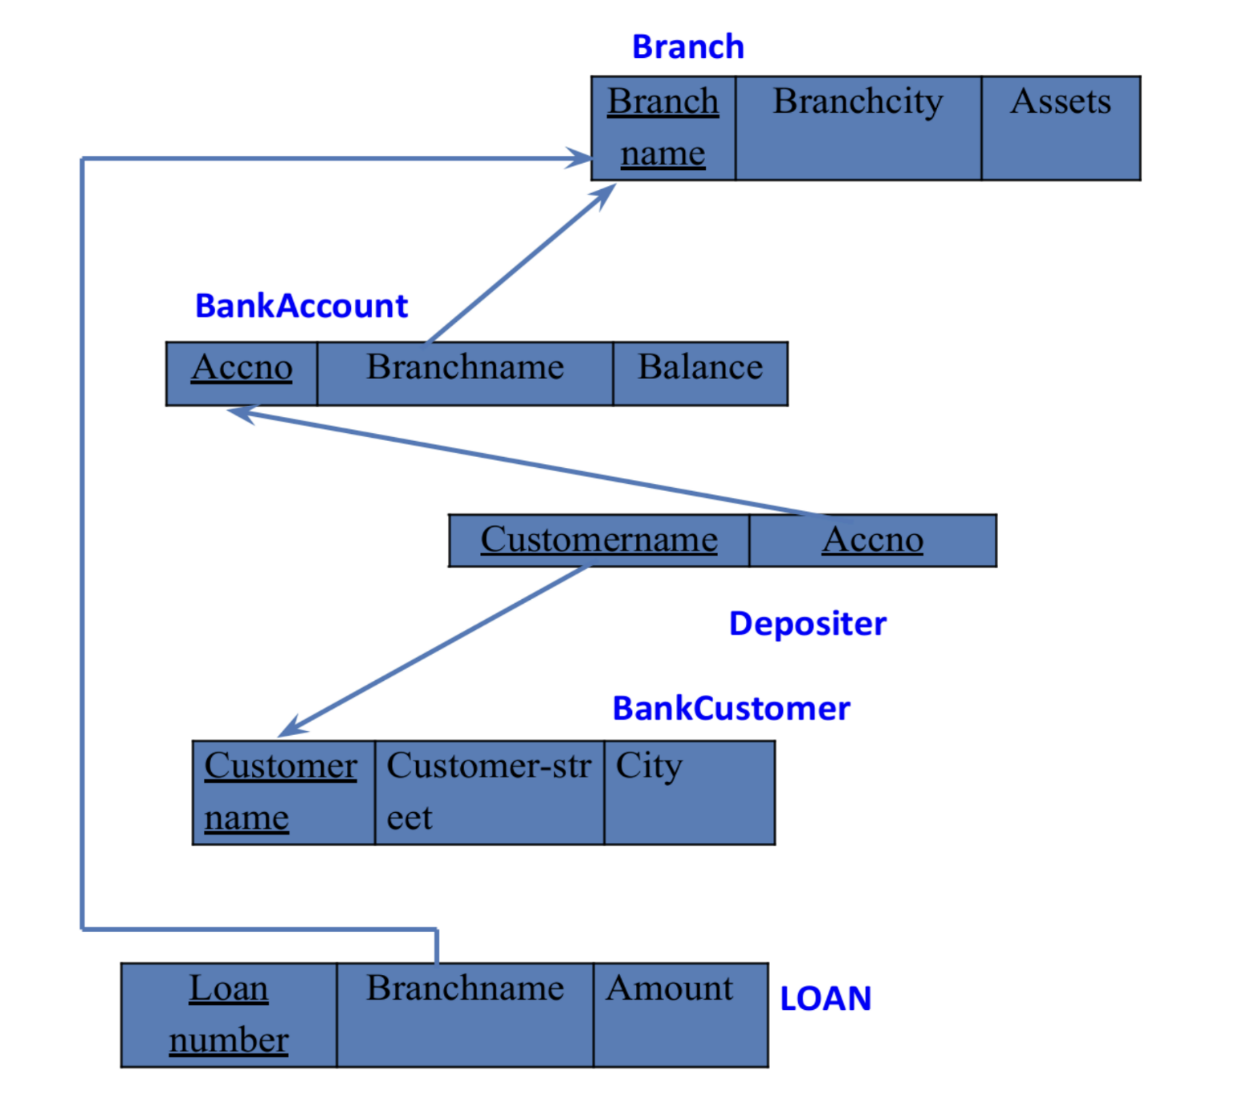 Branch
Branch Branchcity Assets
name
BankAccount
Accno Branchname Balance
Customername Accno
Depositer
BankCustomer
Customer Customer-str City
name eet
Loan Branchname Amount LOAN
number